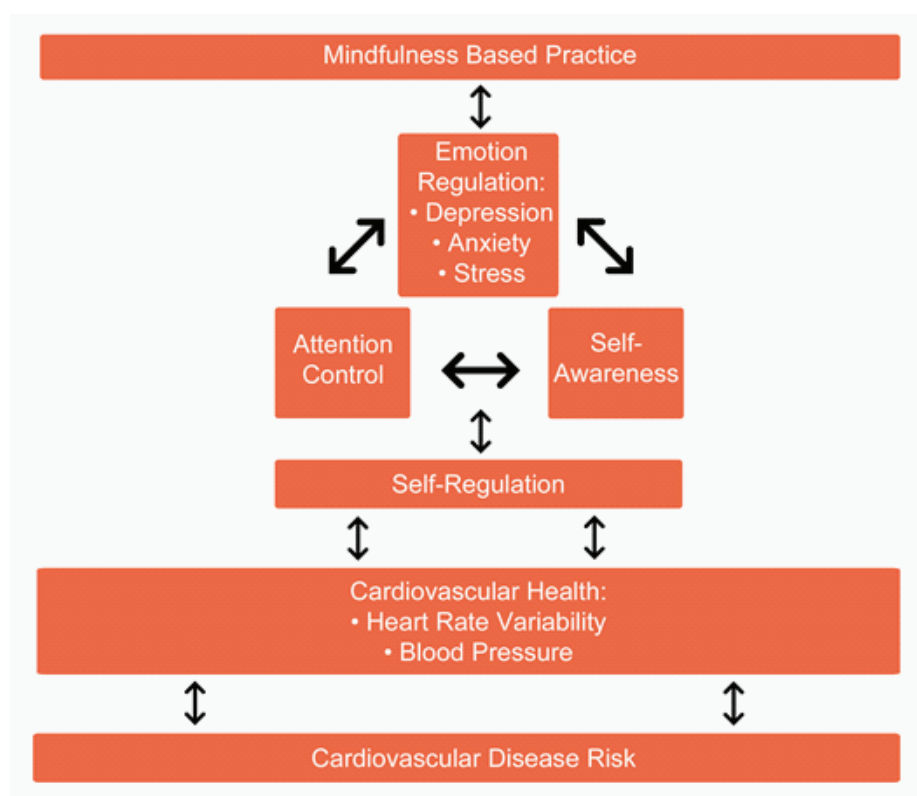 Mindfulness Based Practice
Emotion
Regulation:
• Depression
• Anxiety
• Stress
Attention
Control
Self-
Awareness
Self-Regulation
Cardiovascular Health:
• Heart Rate Variability
• Blood Pressure
Cardiovascular Disease Risk